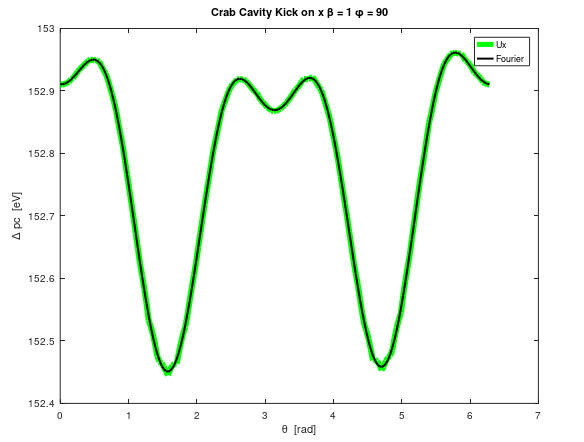 Crab Cavity Kick on x β = 1 φ = 90
Ux
Fourier
Δ pc [eV]
153
152.9
152.8
152.7
152.6
152.5
152.4
0 1 2 3 4 5 6 7
θ [rad]